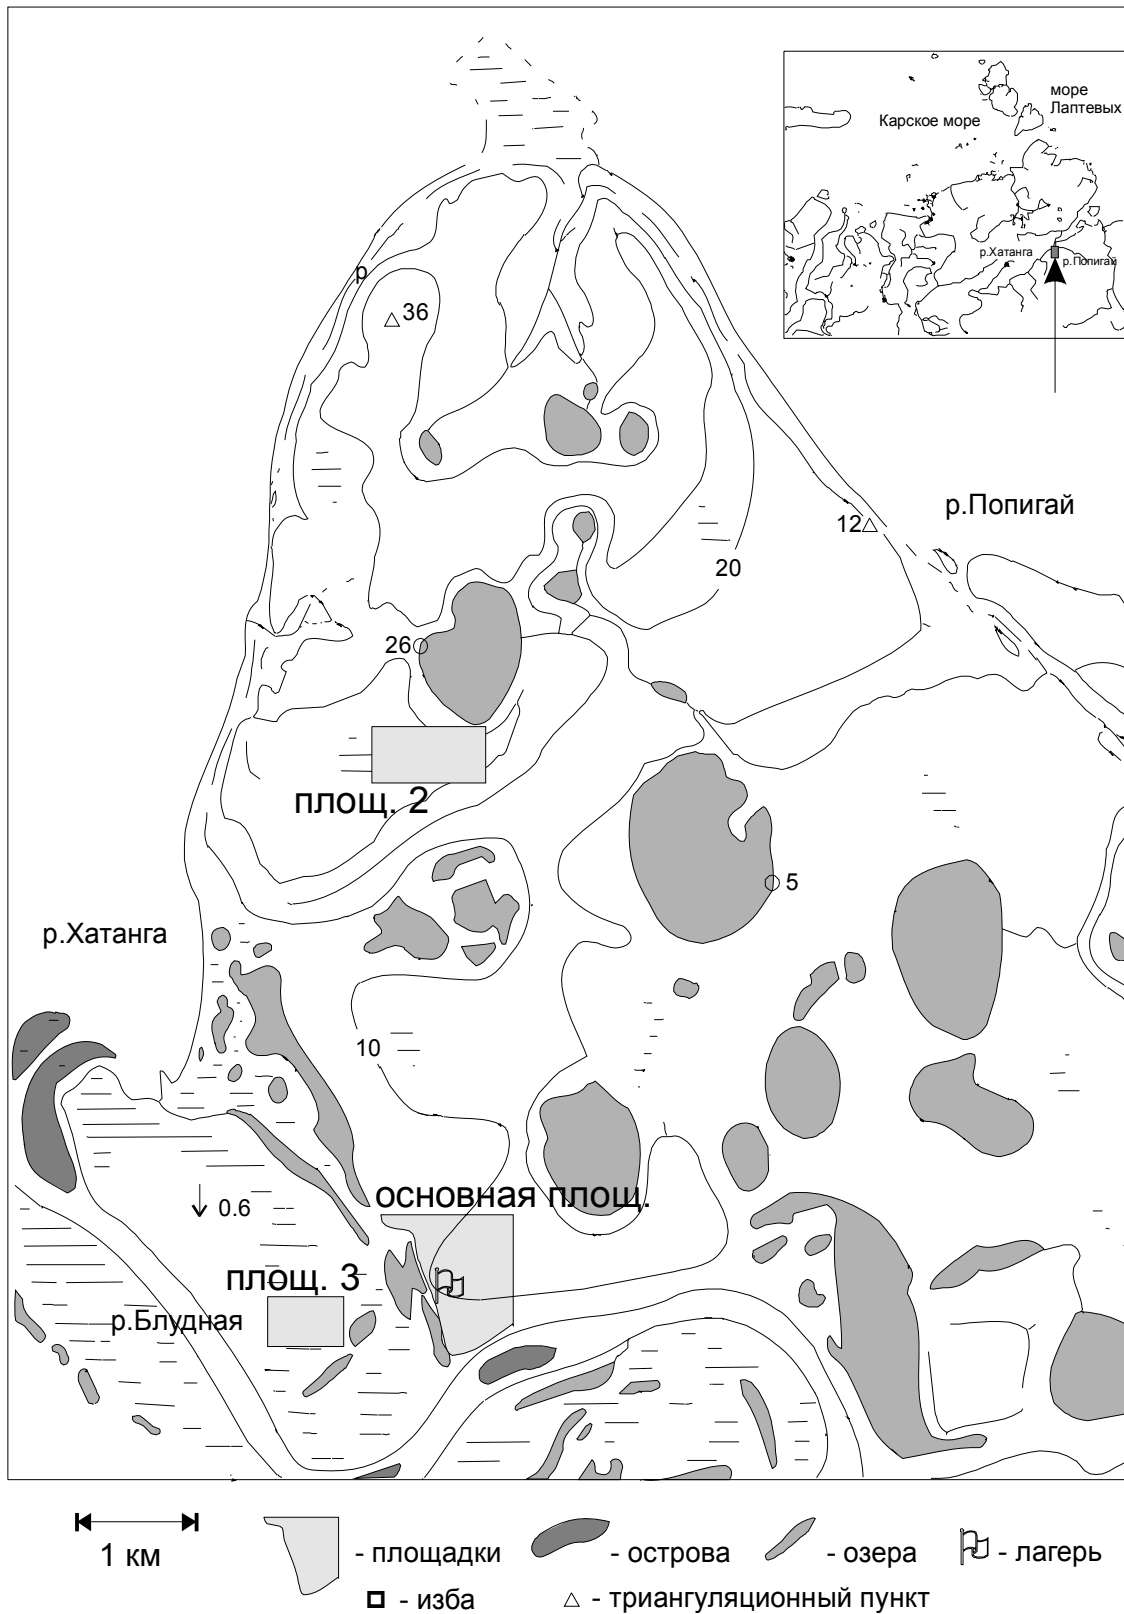 море
Лаптевых
Карское море
р.Хатанга
р.Попигай
р
36
р.Попигай
12
20
26
площ. 2
5
р.Хатанга
10
основная площ.
0.6
площ. 3
р.Блудная
1 км
- площадки
- острова
- озера
- лагерь
- изба
- триангуляционный пункт